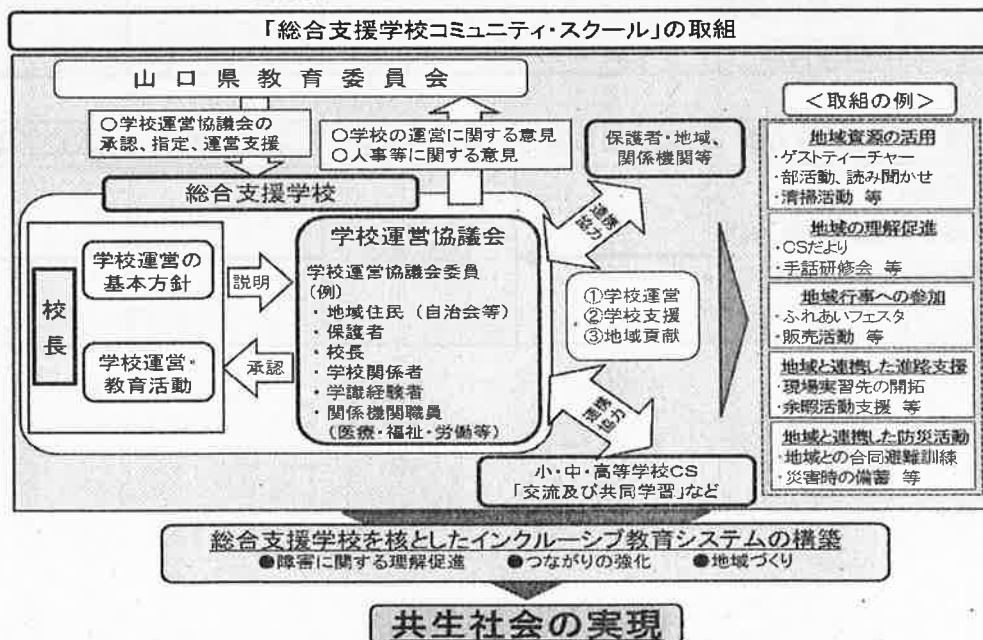 「総合支援学校コミュニティ・スクール」の取組
山口県教育委員会
○学校運営協議会の
承認、指定、運営支援
○学校の運営に関する意見
○人事等に関する意見
保護者・地域、
関係機関等
総合支援学校
連携
協力
校長
学校運営の
基本方針
説明
学校運営・
教育活動
承認
学校運営協議会
学校運営協議会委員
(例)
・地域住民（自治会等）
・保護者
・校長
・学校関係者
・学識経験者
・関係機関職員
(医療・福祉・労働等)
①学校運営
②学校支援
③地域貢献
連携
協力
小・中・高等学校CS
「交流及び共同学習」など
＜取組の例＞
地域資源の活用
・ゲストティーチャー
・部活動、読み聞かせ
・清掃活動 等
地域の理解促進
・CSだより
・手話研修会 等
地域行事への参加
・ふれあいフェスタ
・販売活動 等
地域と連携した進路支援
・現場実習先の開拓
・余暇活動支援 等
地域と連携した防災活動
・地域との合同避難訓練
・災害時の備蓄 等
総合支援学校を核としたインクルーシブ教育システムの構築
●障害に関する理解促進 ●つながりの強化 ●地域づくり
共生社会の実現